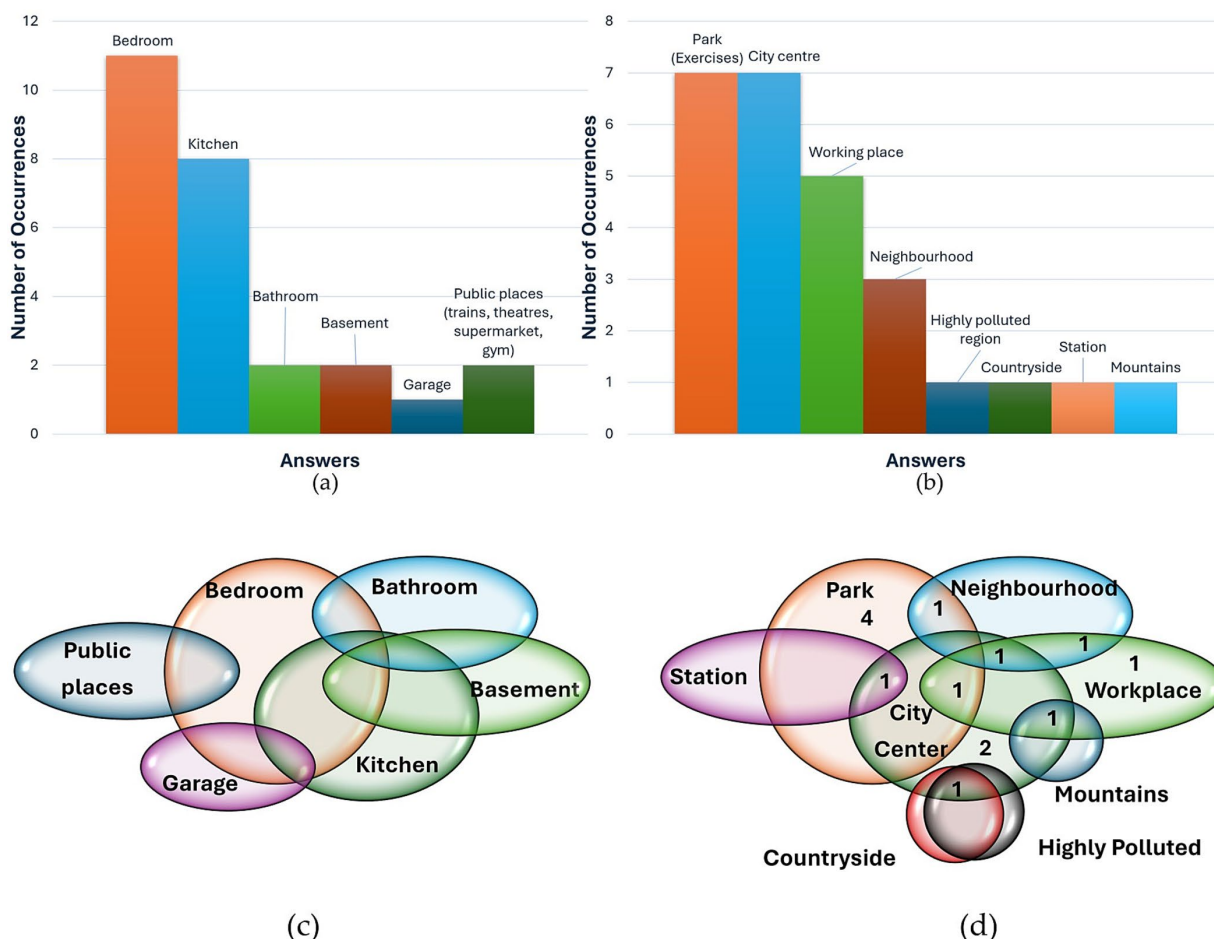 12
10
8
6
4
2
0
Number of Occurrences
Bedroom
Kitchen
Bathroom
Basement
Garage
Public places
(trains, theatres,
supermarket,
gym)
Answers
(a)
8
7
6
5
4
3
2
1
0
Number of Occurrences
Park
(Exercises)
City centre
Working place
Neighbourhood
Highly polluted
region
Countryside
Station
Mountains
Answers
(b)
Bedroom
Bathroom
Public
places
Basement
Kitchen
Garage
(c)
Park
4
Neighbourhood
1
1
1
1
Station
1
1
Workplace
City
Center
1
2
Mountains
1
Countryside
Highly Polluted
(d)